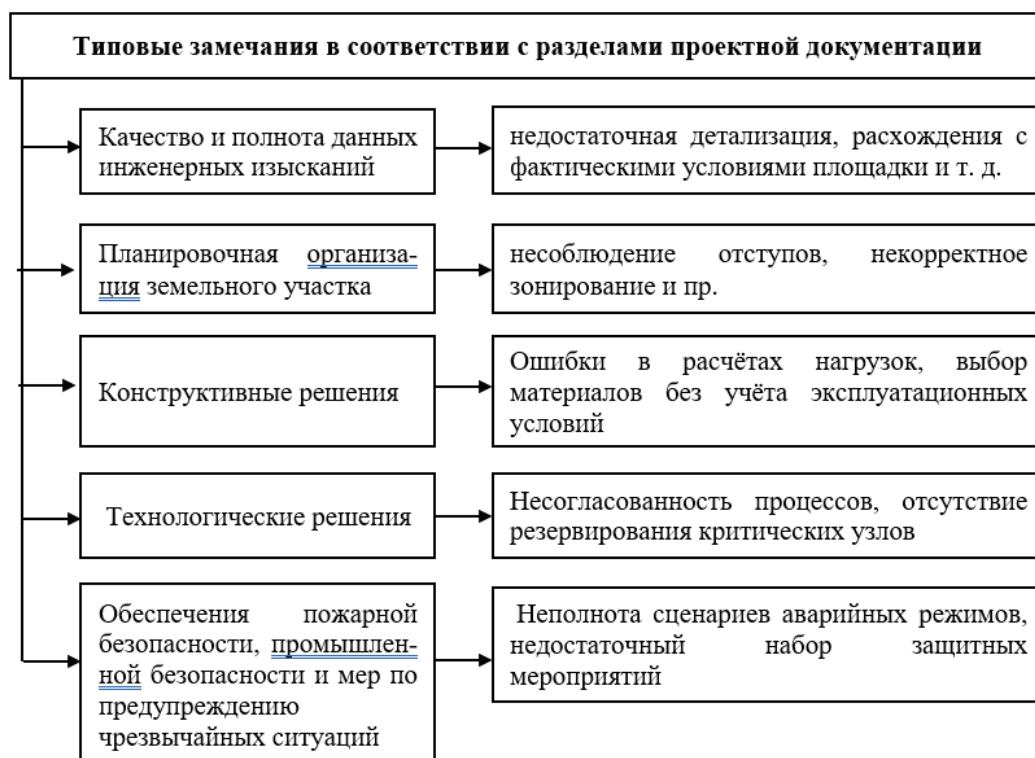 Типовые замечания в соответствии с разделами проектной документации
Качество и полнота данных
инженерных изысканий
недостаточная детализация, расхождения с
фактическими условиями площадки и т. д.
Планировочная организа-
ция земельного участка
несоблюдение отступов, некорректное
зонирование и пр.
Конструктивные решения
Ошибки в расчётах нагрузок, выбор
материалов без учёта эксплуатационных
условий
Технологические решения
Несогласованность процессов, отсутствие
резервирования критических узлов
Обеспечения пожарной
безопасности, промышлен-
ной безопасности и мер по
предупреждению
чрезвычайных ситуаций
Неполнота сценариев аварийных режимов,
недостаточный набор защитных
мероприятий